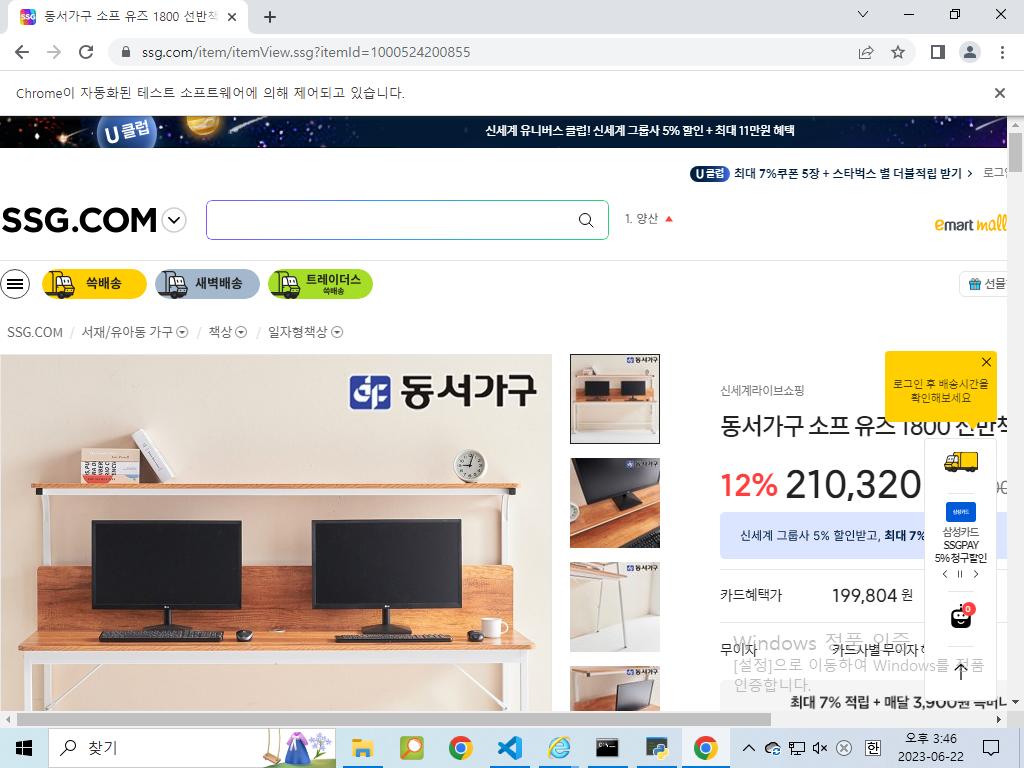 동서가구 소프 유즈 1800 선반책
ssg.com/item/itemView.ssg?itemId=1000524200855
Chrome이 자동화된 테스트 소프트웨어에 의해 제어되고 있습니다.
U 클럽
신세계 유니버스 클럽! 신세계 그룹사 5% 할인 + 최대 11만원 혜택
U 클럽 최대 7%쿠폰 5장 + 스타벅스 별 더블적립 받기 > 로그인
SSG.COM
1. 양산
emart mall
쓱배송
새벽배송
트레이더스
쓱배송
선물
SSG.COM / 서재/유아동 가구 / 책상 / 일자형책상
동서가구
로그인 후 배송시간을
확인해보세요
신세계라이브쇼핑
동서가구 소프 유즈 1800 선반책
12% 210,320
신세계 그룹사 5% 할인받고, 최대 7%
삼성카드
삼성카드
SSGPAY
5% 청구할인
카드혜택가 199,804 원
0
무이자 카드사별 무이자
Windows 정품 인증
[설정]으로 이동하여 Windows를 정품
인증합니다.
최대 7% 적립 + 매달 3,900원
찾기
오후 3:46
2023-06-22
한